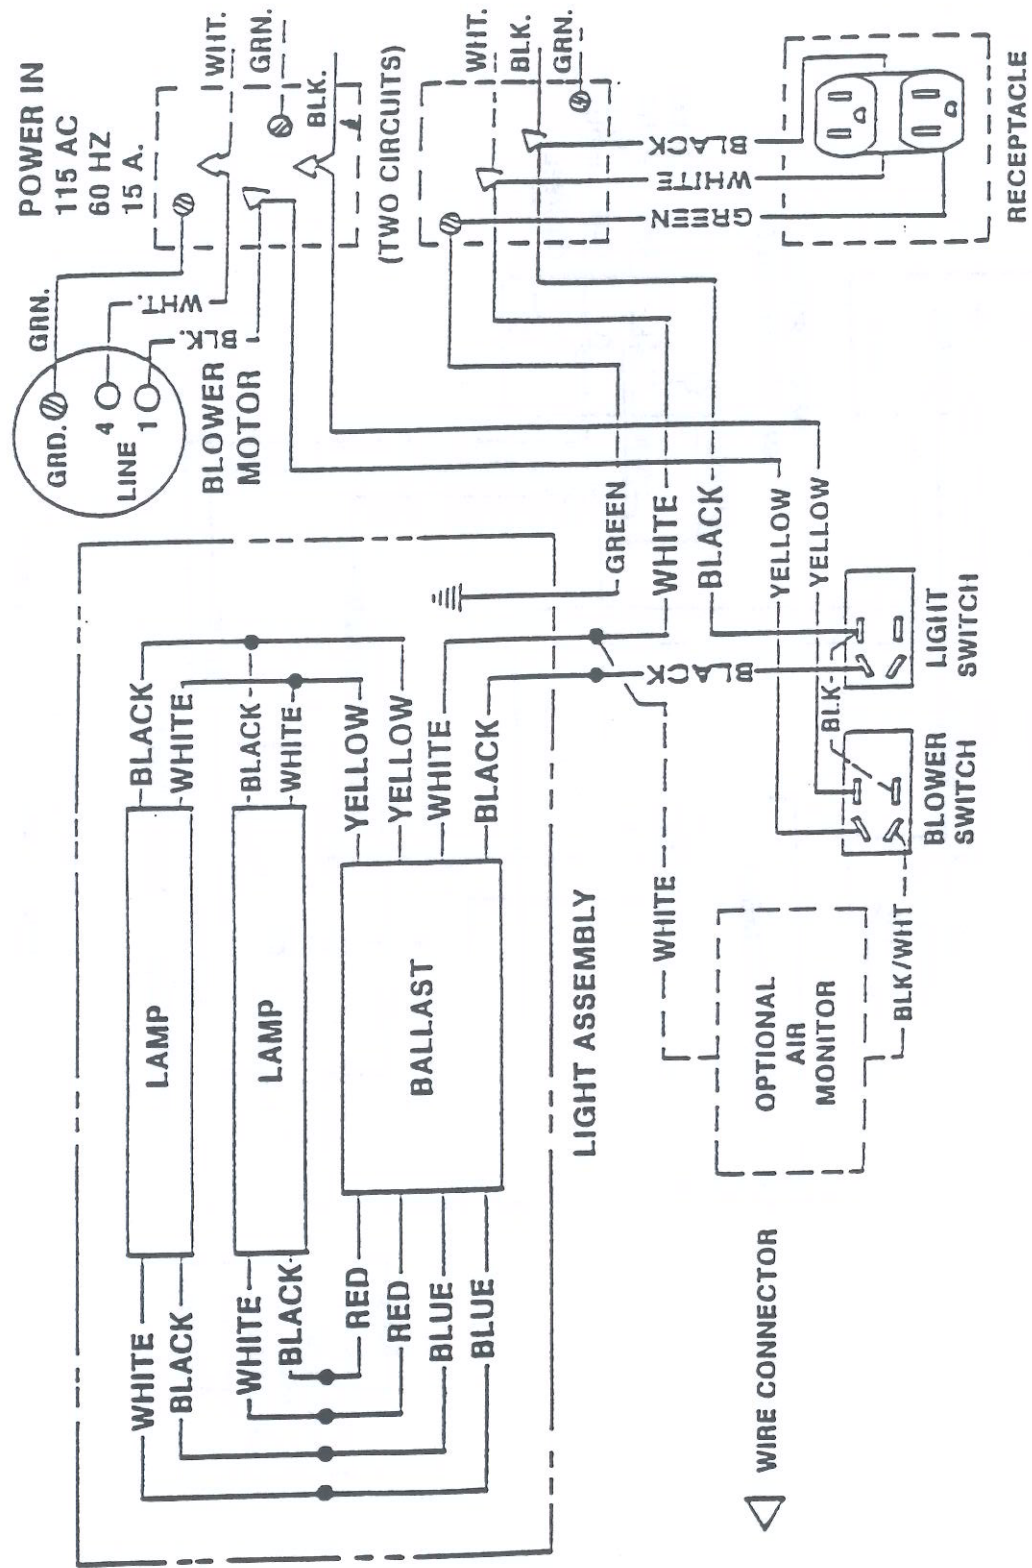 POWER IN
115 AC
60 HZ
15 A.
WHT.
GRN.
BLK.
(TWO CIRCUITS)
WHT.
BLK.
GRN.
GRN.
WHT.
BLK.
GRD.
4
LINE
1
BLOWER
MOTOR
BLACK
WHITE
GREEN
RECEPTACLE
GREEN
WHITE
BLACK
YELLOW
YELLOW
BLACK
WHITE
BLACK
WHITE
YELLOW
YELLOW
WHITE
BLACK
BLACK
BLK
LIGHT
SWITCH
BLOWER
SWITCH
LAMP
LAMP
BALLAST
LIGHT ASSEMBLY
WHITE
OPTIONAL
AIR
MONITOR
BLK/WHT
WHITE
BLACK
WHITE
BLACK
RED
RED
BLUE
BLUE
WIRE CONNECTOR